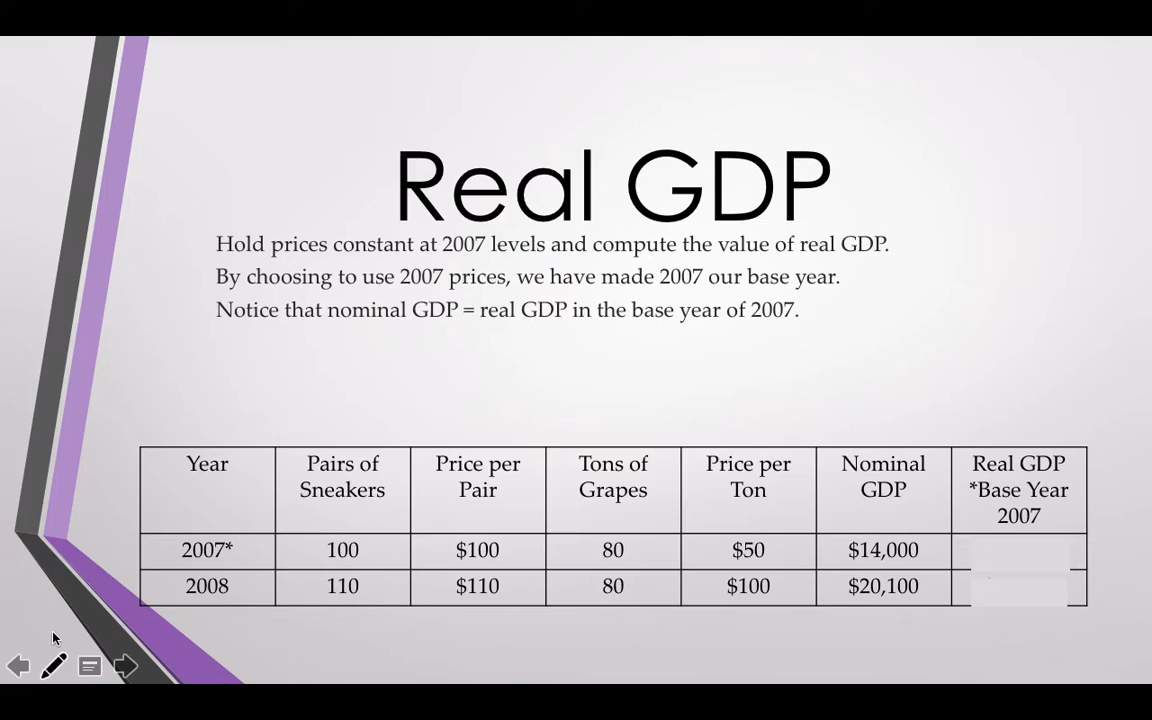 Real GDP
Hold prices constant at 2007 levels and compute the value of real GDP.
By choosing to use 2007 prices, we have made 2007 our base year.
Notice that nominal GDP = real GDP in the base year of 2007.
Year Pairs of Sneakers Price per Pair Tons of Grapes Price per Ton Nominal GDP Real GDP *Base Year 2007
2007* 100 $100 80 $50 $14,000
2008 110 $110 80 $100 $20,100